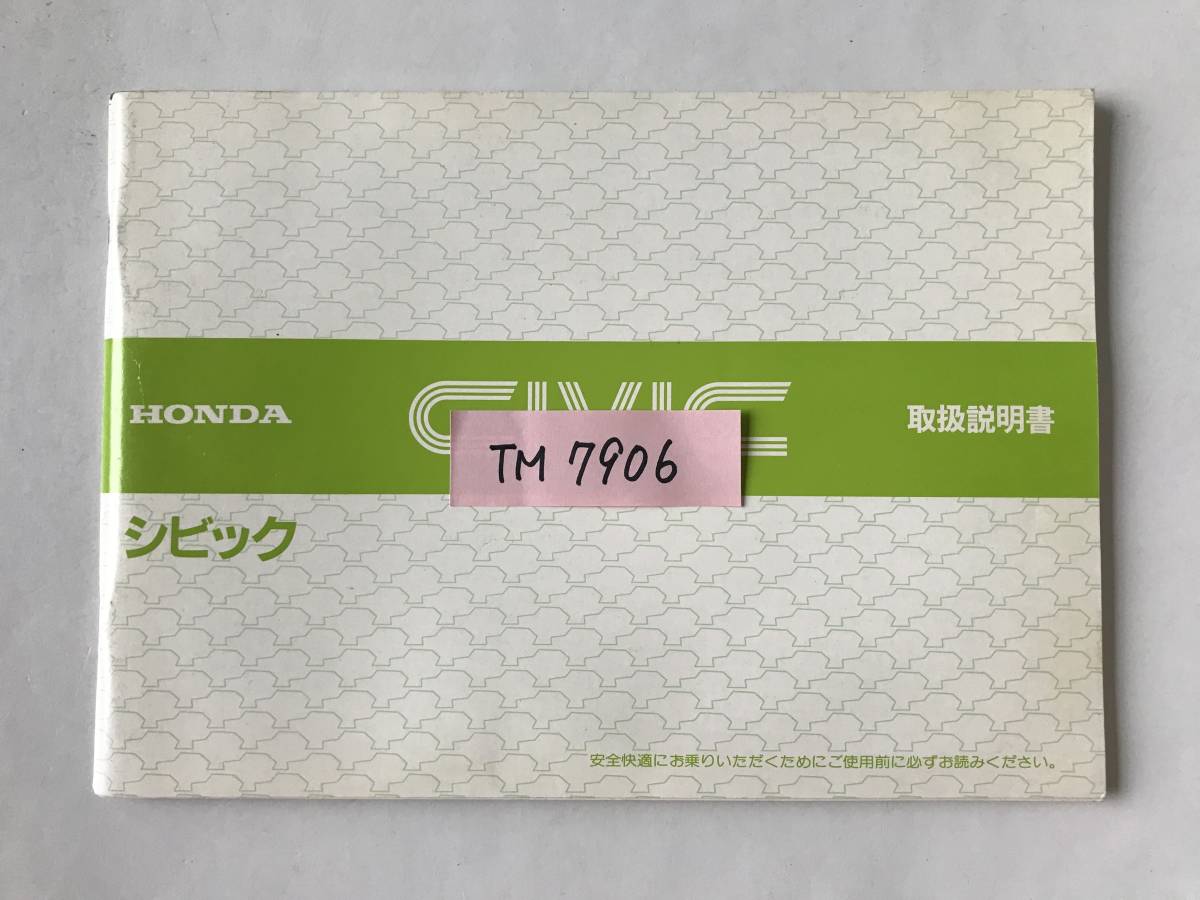 HONDA
CIVIC
取扱説明書
TM 7906
シビック
安全快適にお乗りいただくためにご使用前に必ずお読みください。